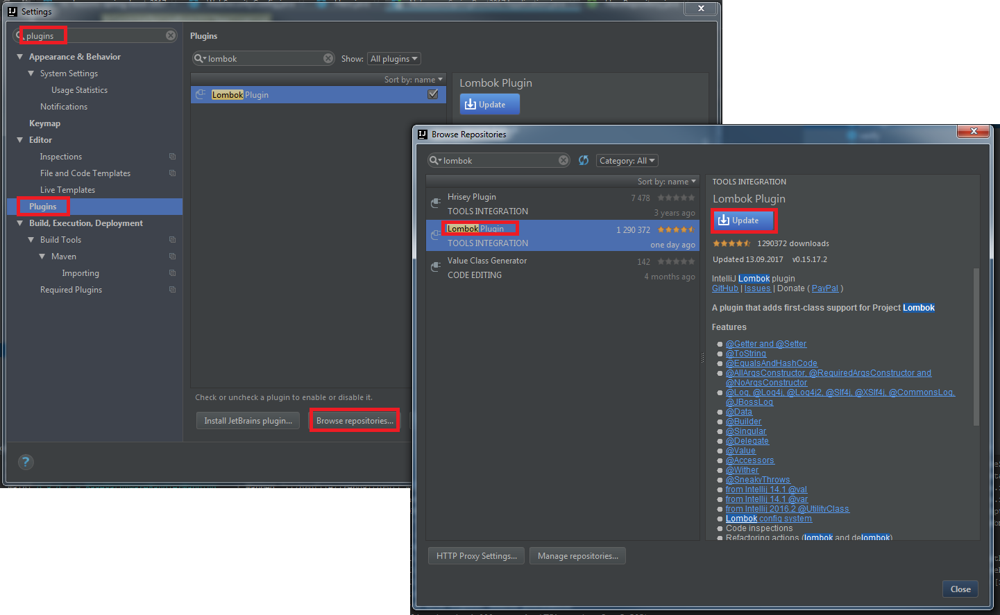 Settings
plugins
Appearance & Behavior
System Settings
Usage Statistics
Notifications
Keymap
Editor
Inspections
File and Code Templates
Live Templates
Plugins
Build, Execution, Deployment
Build Tools
Maven
Importing
Required Plugins
Plugins
lombok
Show: All plugins
Sort by: name
Lombok Plugin
Lombok Plugin
Update
Check or uncheck a plugin to enable or disable it.
Install JetBrains plugin...
Browse repositories...
?
Browse Repositories
lombok
Category: All
Sort by: name
Hrisey Plugin 7 478
TOOLS INTEGRATION 3 years ago
Lombok Plugin 1 290 372
TOOLS INTEGRATION one day ago
Value Class Generator 142
CODE EDITING 4 months ago
TOOLS INTEGRATION
Lombok Plugin
Update
1290372 downloads
Updated 13.09.2017 v0.15.17.2
IntelliJ Lombok plugin
GitHub | Issues | Donate ( PayPal )
A plugin that adds first-class support for Project Lombok
Features
@Getter and @Setter
@ToString
@EqualsAndHashCode
@AllArgsConstructor, @RequiredArgsConstructor and
@NoArgsConstructor
@Log, @Log4j, @Log4j2, @Slf4j, @XSlf4j, @CommonsLog,
@JBossLog
@Data
@Builder
@Singular
@Delegate
@Value
@Accessors
@Wither
@SneakyThrows
from Intellij 14.1 @val
from Intellij 14.1 @var
from Intellij 2016.2 @UtilityClass
Lombok config system
Code inspections
Refactoring actions (lombok and delombok)
HTTP Proxy Settings...
Manage repositories...
Close